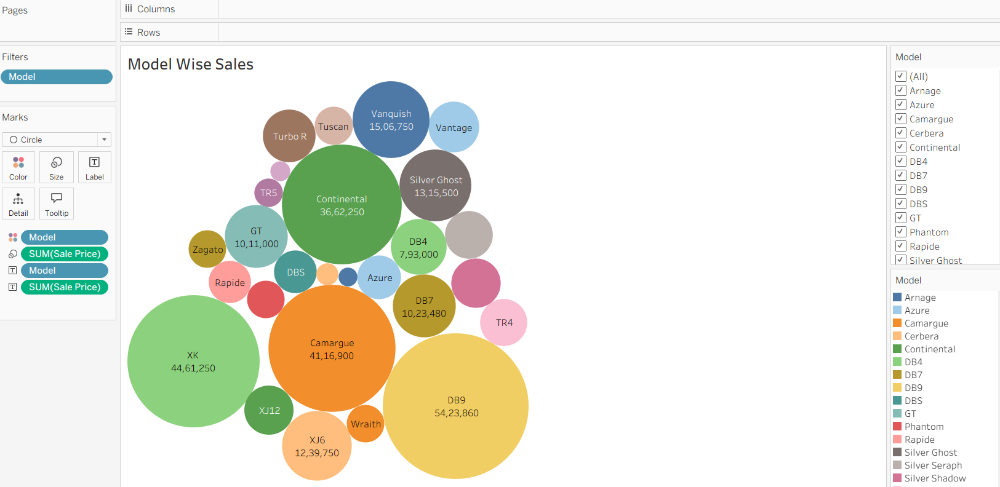 Pages
Columns
Rows
Filters
Model
Marks
Circle
Color
Size
Label
Detail
Tooltip
Model
SUM(Sale Price)
Model
SUM(Sale Price)
Model Wise Sales
Vanquish
15,06,750
Tuscan
Vantage
Turbo R
Silver Ghost
13,15,500
TR5
Continental
36,62,250
GT
10,11,000
DB4
7,93,000
Zagato
DBS
Azure
Rapide
DB7
10,23,480
TR4
Camargue
41,16,900
XK
44,61,250
DB9
54,23,860
XJ12
Wraith
XJ6
12,39,750
Model
(All)
Arnage
Azure
Camargue
Cerbera
Continental
DB4
DB7
DB9
DBS
GT
Phantom
Rapide
Silver Ghost
Model
Arnage
Azure
Camargue
Cerbera
Continental
DB4
DB7
DB9
DBS
GT
Phantom
Rapide
Silver Ghost
Silver Seraph
Silver Shadow